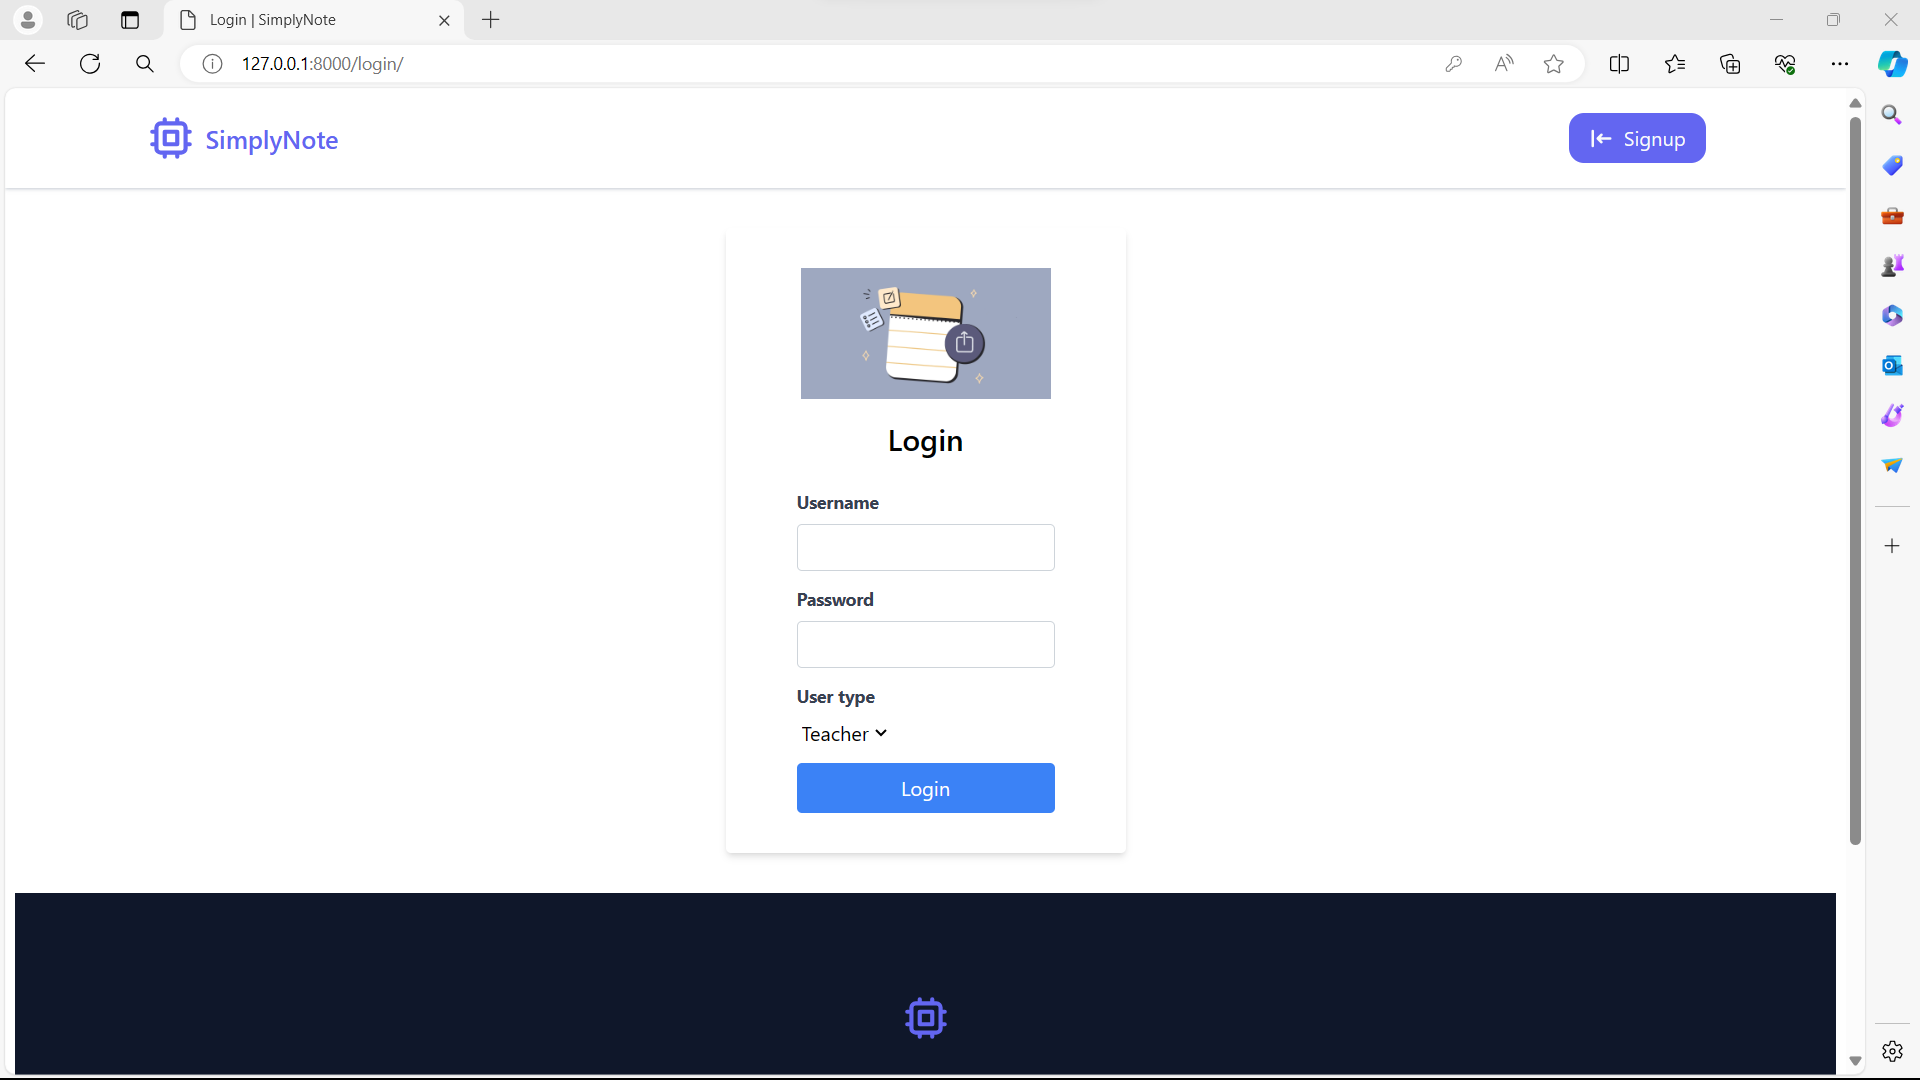 Login | SimplyNote
127.0.0.1:8000/login/
SimplyNote
Signup
Login
Username
Password
User type
Teacher
Login